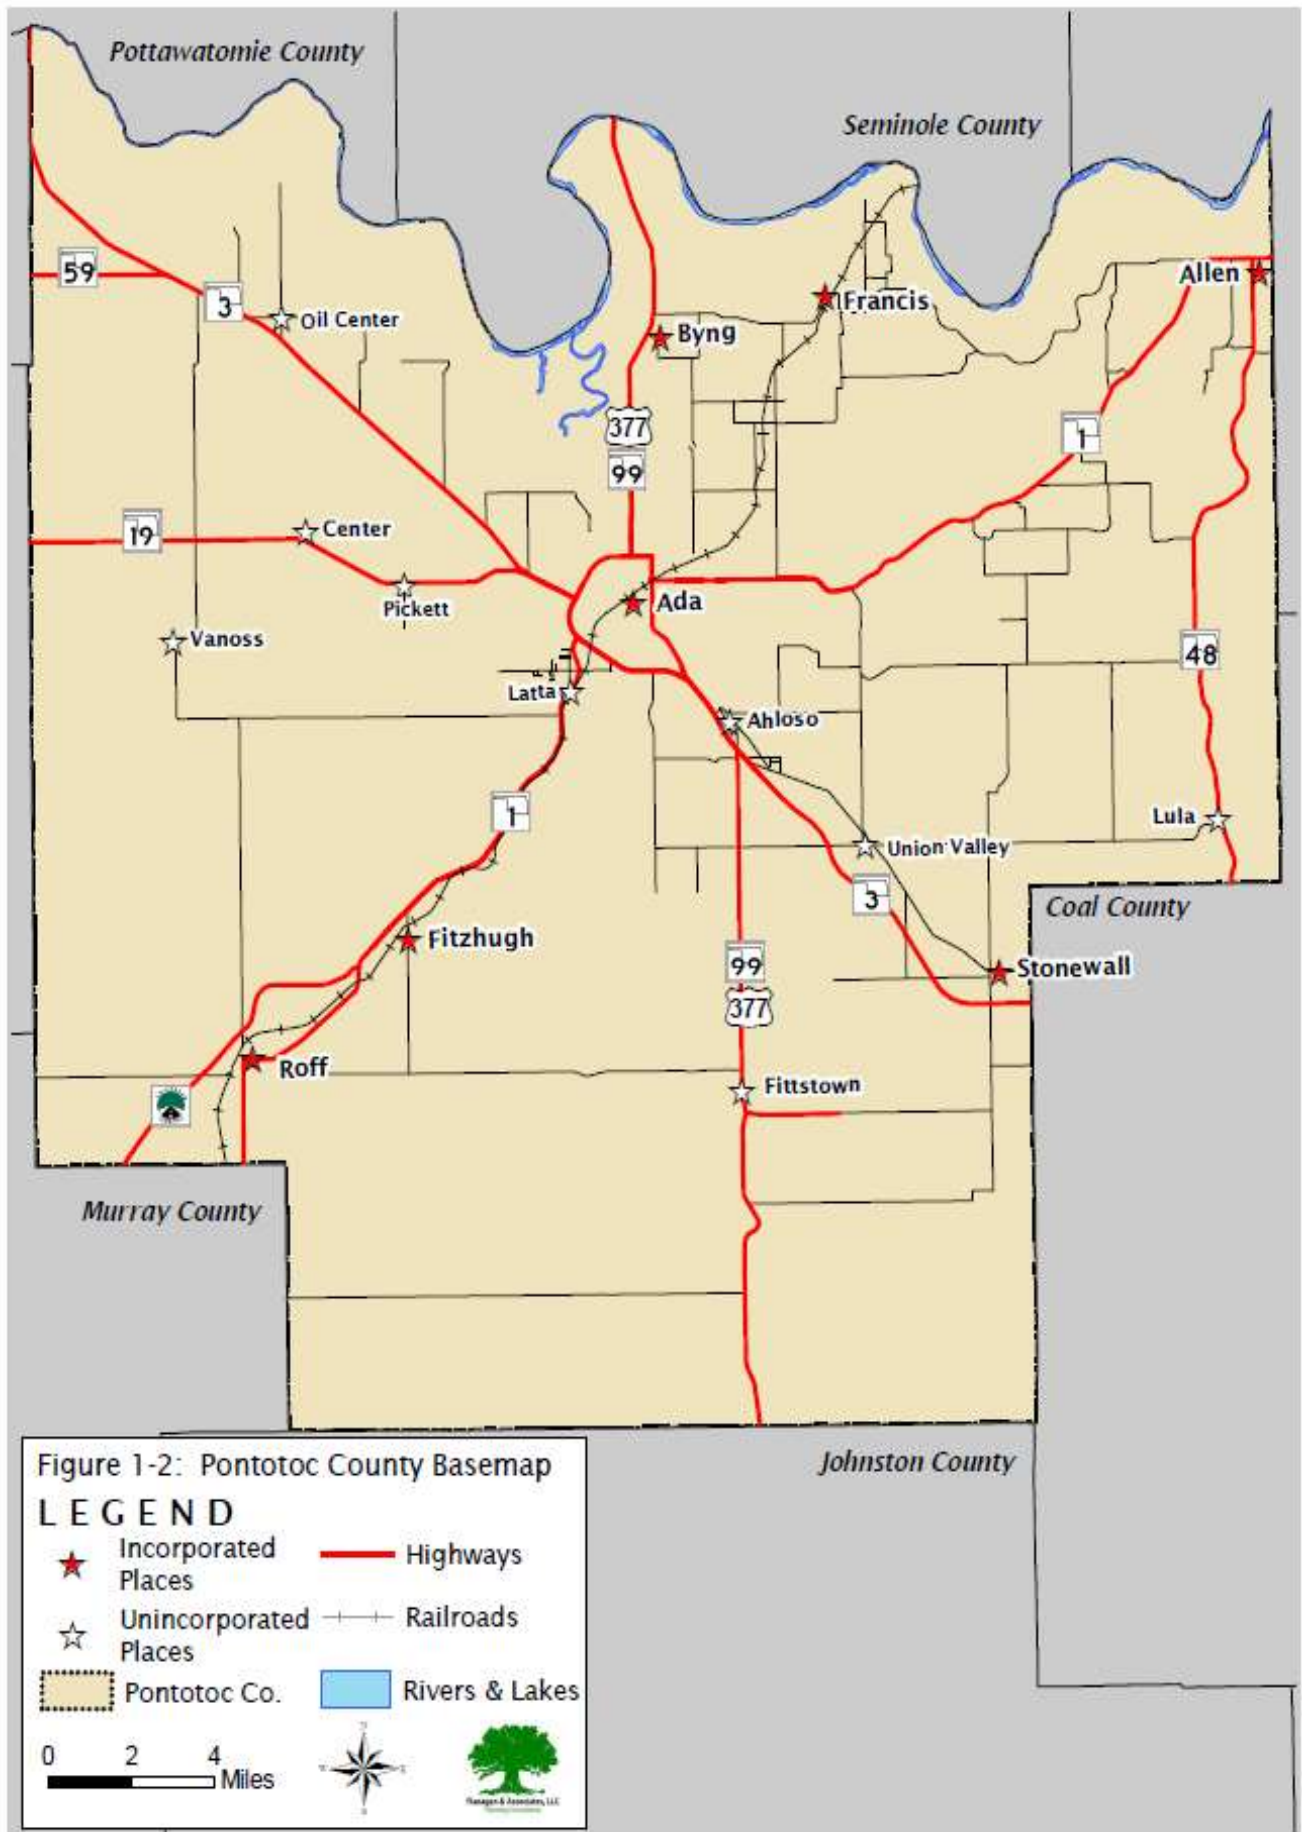 Pottawatomie County
Seminole County
59
3
Oil Center
Allen
Francis
Byng
377
99
1
19
Center
Pickett
Ada
Vanoss
48
Latta
Ahloso
1
Lula
Union Valley
3
Coal County
Fitzhugh
99
Stonewall
377
Roff
Fittstown
Murray County
Johnston County
Figure 1-2: Pontotoc County Basemap
LEGEND
Incorporated
Places
Highways
Unincorporated
Places
Railroads
Pontotoc Co.
Rivers & Lakes
0 2 4
Miles
Flanagan & Associates, LLC